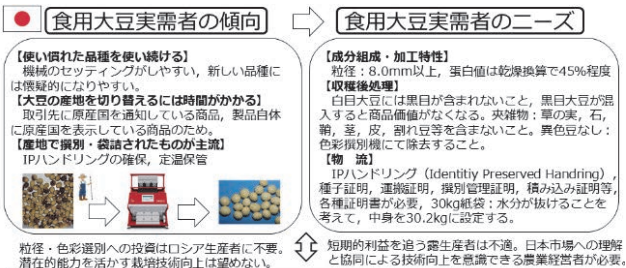 食用大豆実需者の傾向
【使い慣れた品種を使い続ける】
機械のセッティングがしやすい，新しい品種に
は懐疑的になりやすい。
【大豆の産地を切り替えるには時間がかかる】
取引先に原産国を通知している商品，製品自体
に原産国を表示している商品のため。
【産地で撰別・袋詰されたものが主流】
IPハンドリングの確保，定温保管
粒径・色彩選別への投資はロシア生産者に不要。
潜在的能力を活かす栽培技術向上は望めない。
食用大豆実需者のニーズ
【成分組成・加工特性】
粒径：8.0mm以上，蛋白値は乾燥換算で45%程度
【収穫後処理】
白目大豆には黒目が含まれないこと，黒目大豆が混
入すると商品価値がなくなる。夾雑物：草の実，石，
鞘，茎，皮，割れ豆等を含まないこと。異色豆なし：
色彩撰別機にて除去すること。
【物　流】
IPハンドリング（Identitiy Preserved Handring），
種子証明，運搬証明，撰別管理証明，積み込み証明等，
各種証明書が必要，30kg紙袋：水分が抜けることを
考えて，中身を30.2kgに設定する。
短期的利益を追う露生産者は不適。日本市場への理解
と協同による技術向上を意識できる農業経営者が必要。